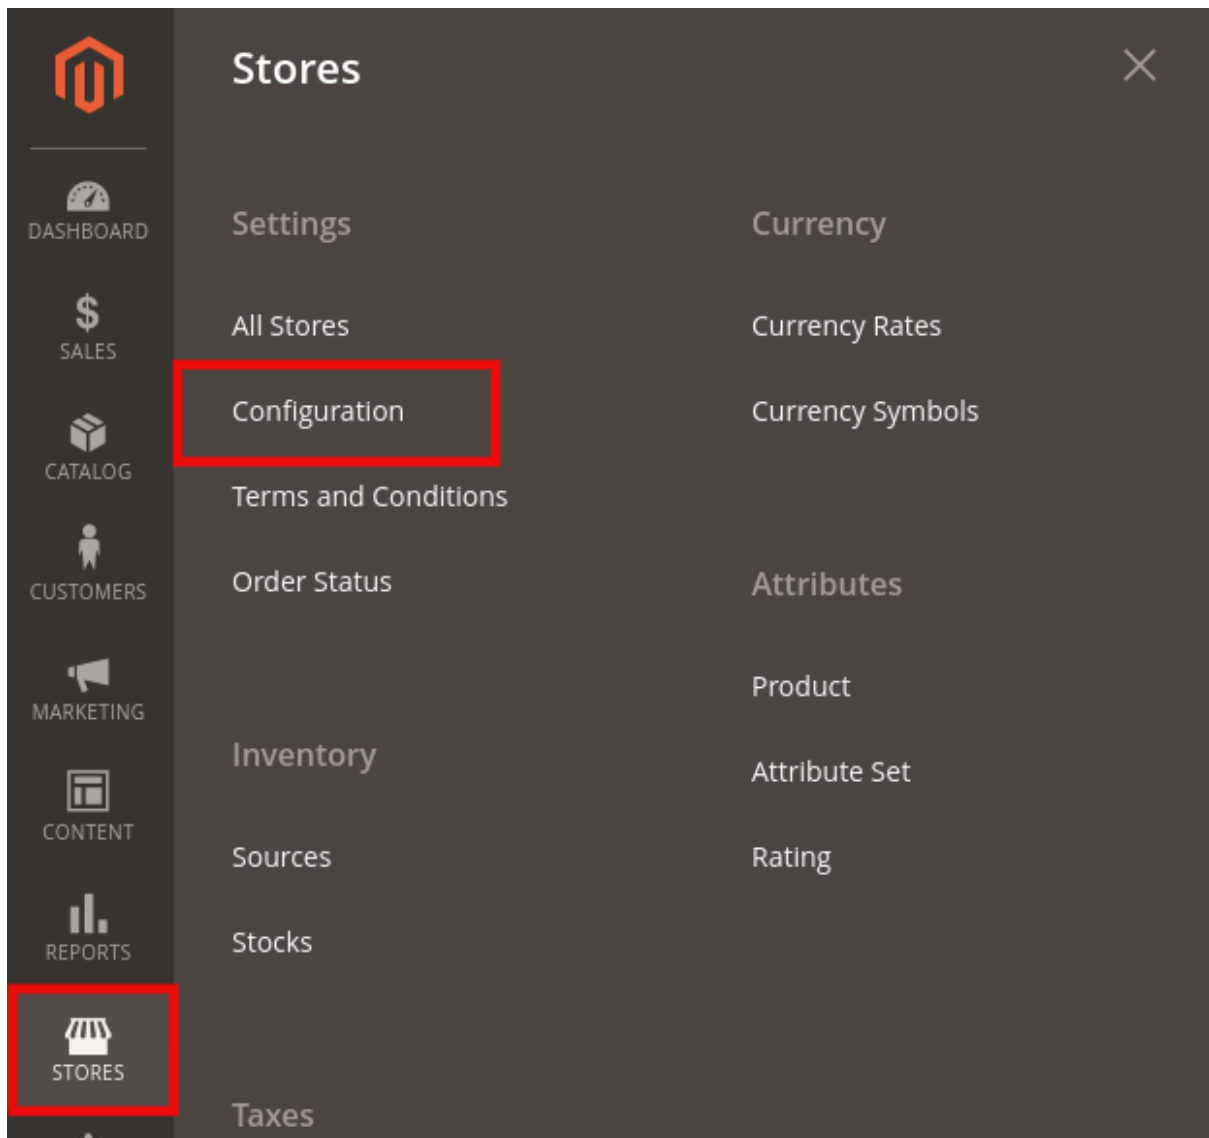 Stores
DASHBOARD
SALES
CATALOG
CUSTOMERS
MARKETING
CONTENT
REPORTS
STORES
Settings
All Stores
Configuration
Terms and Conditions
Order Status
Inventory
Sources
Stocks
Taxes
Currency
Currency Rates
Currency Symbols
Attributes
Product
Attribute Set
Rating